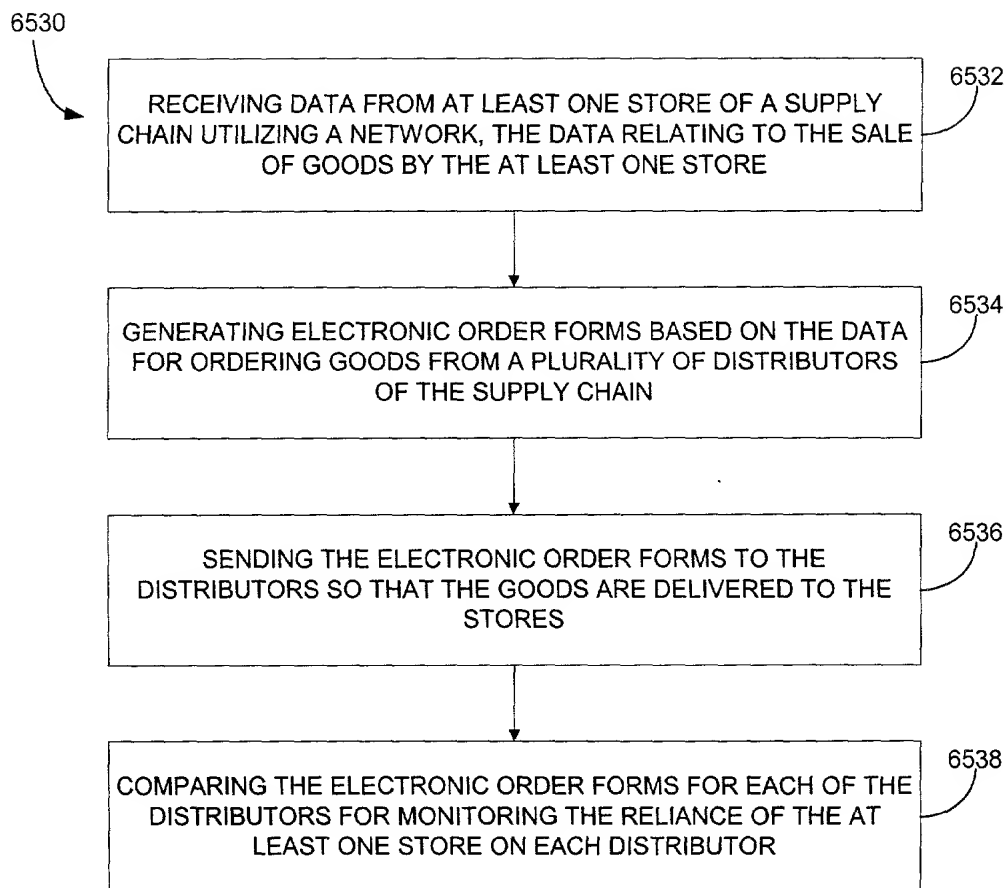 6530
6532
RECEIVING DATA FROM AT LEAST ONE STORE OF A SUPPLY
CHAIN UTILIZING A NETWORK, THE DATA RELATING TO THE SALE
OF GOODS BY THE AT LEAST ONE STORE
6534
GENERATING ELECTRONIC ORDER FORMS BASED ON THE DATA
FOR ORDERING GOODS FROM A PLURALITY OF DISTRIBUTORS
OF THE SUPPLY CHAIN
6536
SENDING THE ELECTRONIC ORDER FORMS TO THE
DISTRIBUTORS SO THAT THE GOODS ARE DELIVERED TO THE
STORES
6538
COMPARING THE ELECTRONIC ORDER FORMS FOR EACH OF THE
DISTRIBUTORS FOR MONITORING THE RELIANCE OF THE AT
LEAST ONE STORE ON EACH DISTRIBUTOR